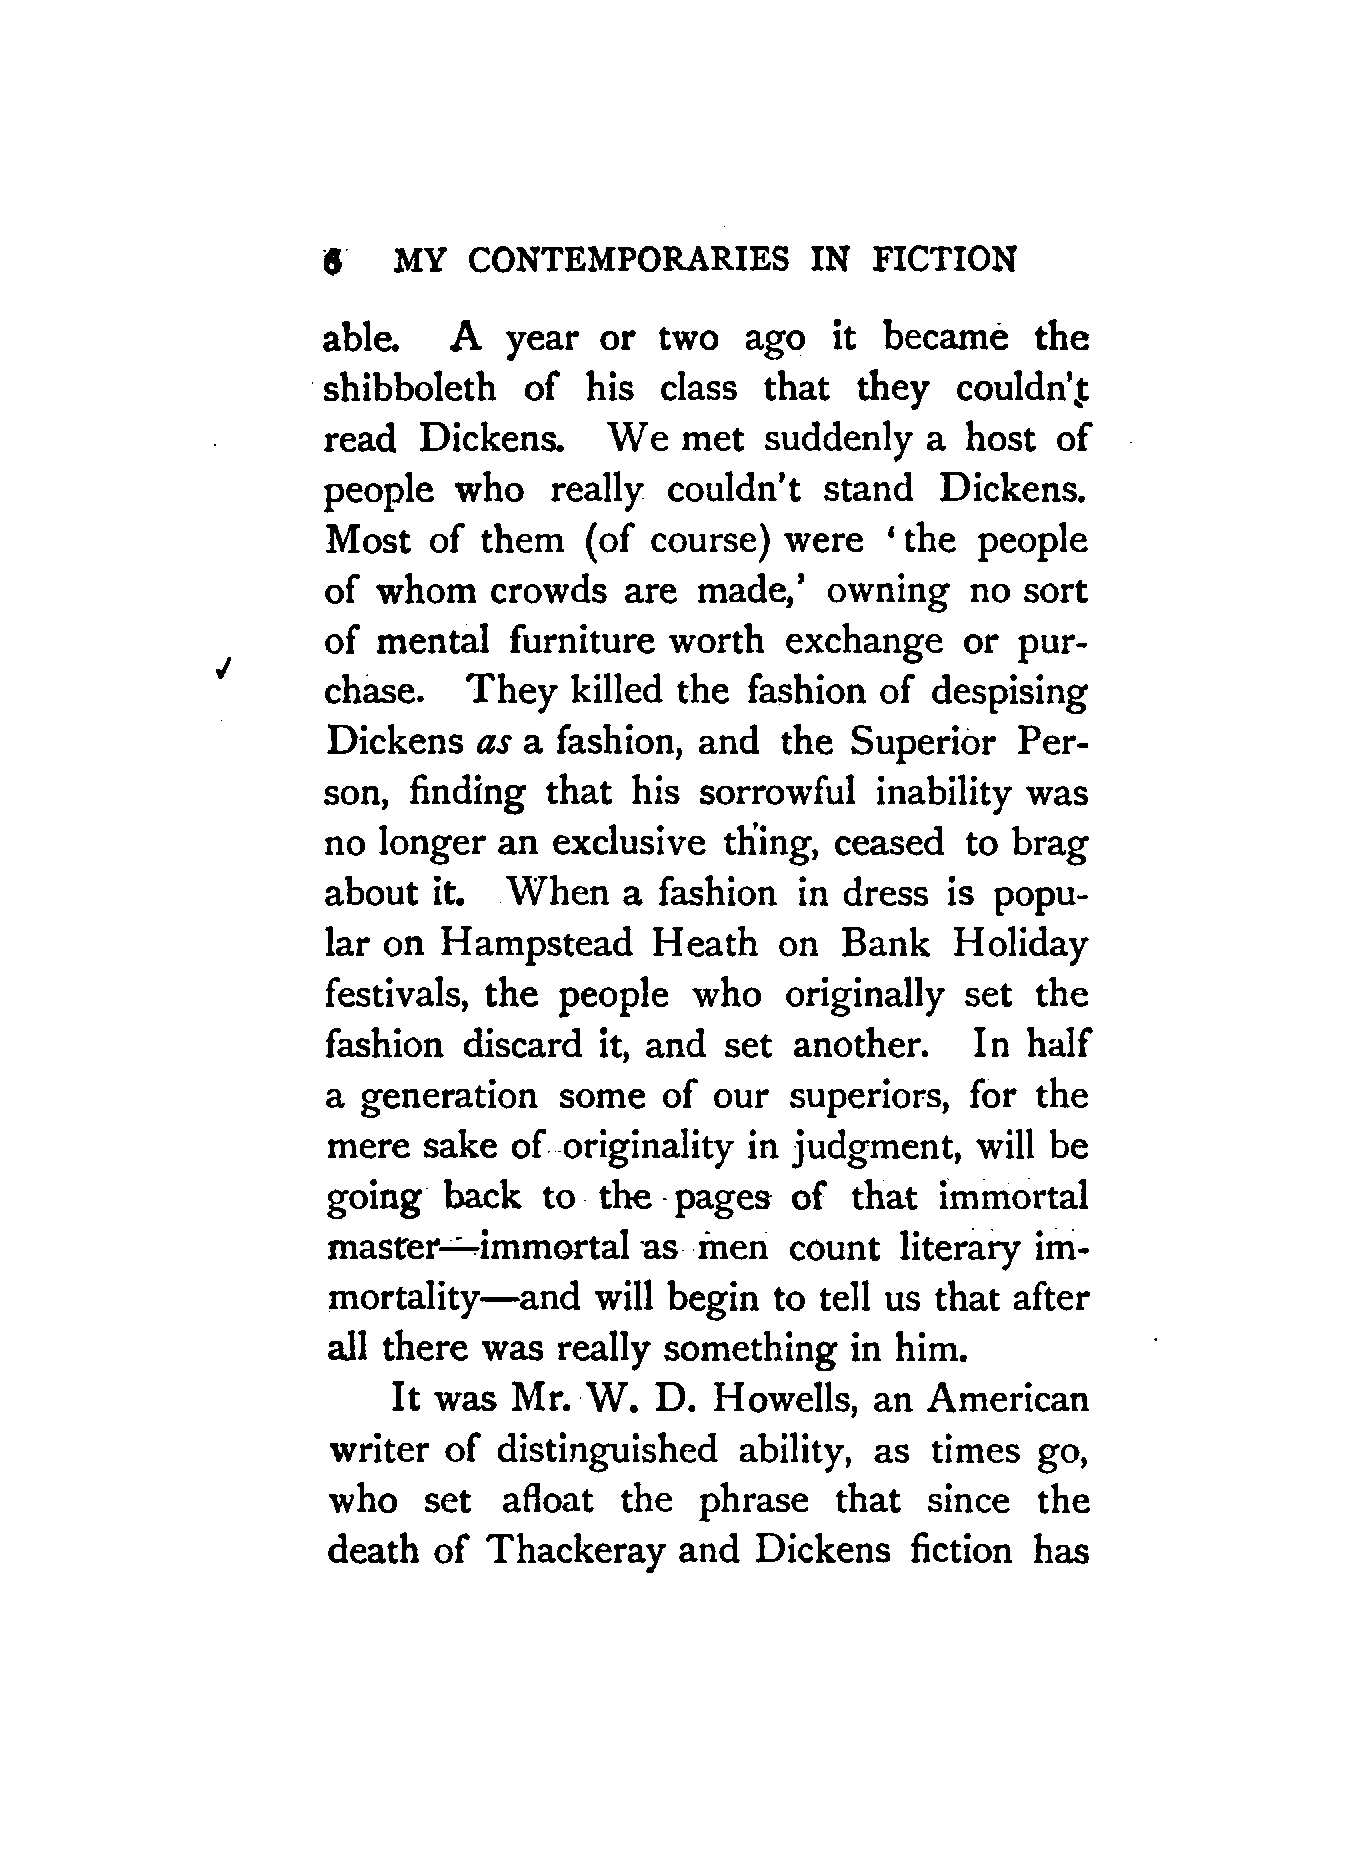 6 MY CONTEMPORARIES IN FICTION
able. A year or two ago it became the
shibboleth of his class that they couldn't
read Dickens. We met suddenly a host of
people who really couldn't stand Dickens.
Most of them (of course) were ‘the people
of whom crowds are made,’ owning no sort
of mental furniture worth exchange or pur-
chase. They killed the fashion of despising
Dickens as a fashion, and the Superior Per-
son, finding that his sorrowful inability was
no longer an exclusive thing, ceased to brag
about it. When a fashion in dress is popu-
lar on Hampstead Heath on Bank Holiday
festivals, the people who originally set the
fashion discard it, and set another. In half
a generation some of our superiors, for the
mere sake of originality in judgment, will be
going back to the pages of that immortal
master—immortal as men count literary im-
mortality—and will begin to tell us that after
all there was really something in him.
It was Mr. W. D. Howells, an American
writer of distinguished ability, as times go,
who set afloat the phrase that since the
death of Thackeray and Dickens fiction has